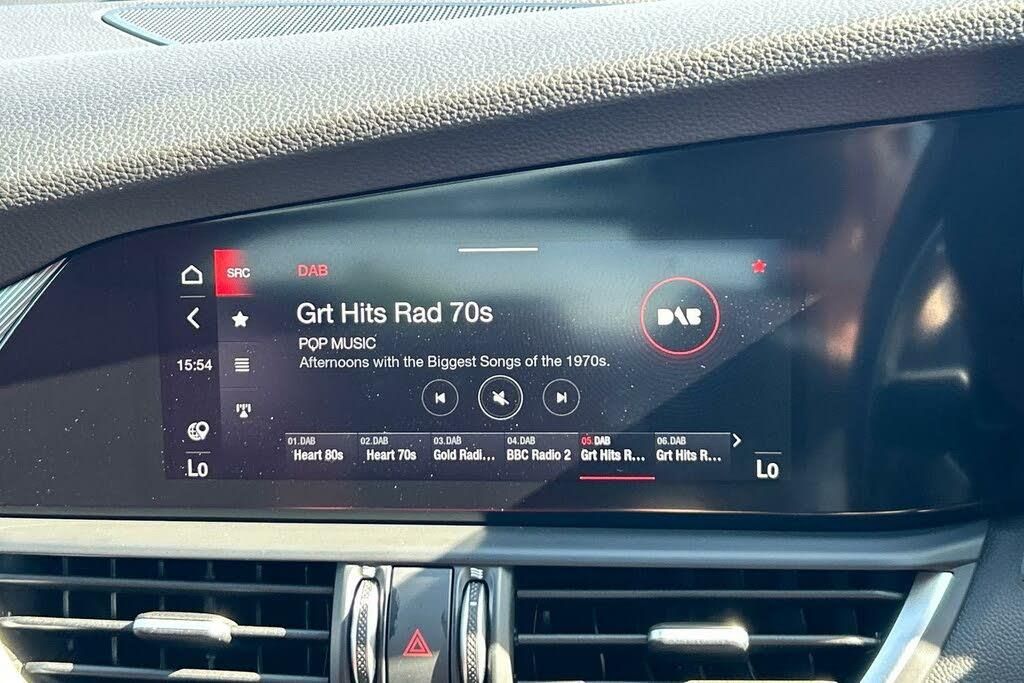 SRC
DAB
DAB
Grt Hits Rad 70s
POP MUSIC
Afternoons with the Biggest Songs of the 1970s.
15:54
01.DAB
Heart 80s
02.DAB
Heart 70s
03.DAB
Gold Radi...
04.DAB
BBC Radio 2
05.DAB
Grt Hits R...
06.DAB
Grt Hits R...
Lo
Lo